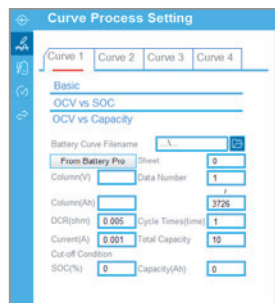 Curve Process Setting
Curve 1 Curve 2 Curve 3 Curve 4
Basic
OCV vs SOC
OCV vs Capacity
Battery Curve Filename ...\...
From Battery Pro Sheet 0
Column(V) Data Number 1
/
Column(Ah) 3726
DCR(ohm) 0.005 Cycle Times(time) 1
Current(A) 0.001 Total Capacity 10
Cut-off Condition
SOC(%) 0 Capacity(Ah) 0